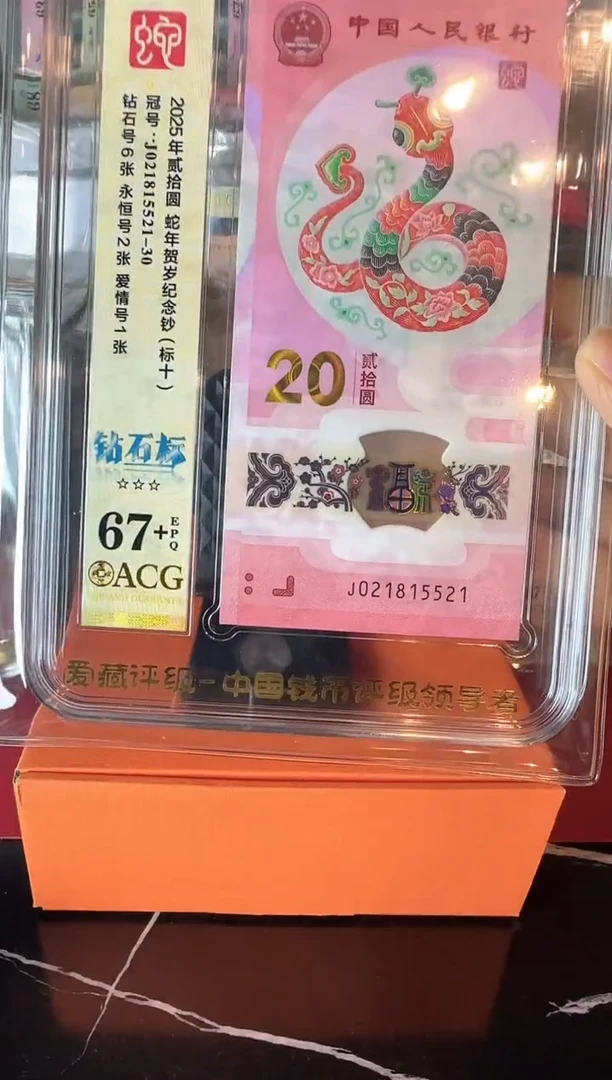 蛇
2025年贰拾圆 蛇年贺岁纪念钞(标十)
冠号:J021815521-30
钻石号6张 永恒号2张 爱情号1张
钻石标
☆☆☆
67+EPQ
ACG
中国人民银行
20
贰拾圆
福
J021815521
爱藏评级-中国钱币评级领导者